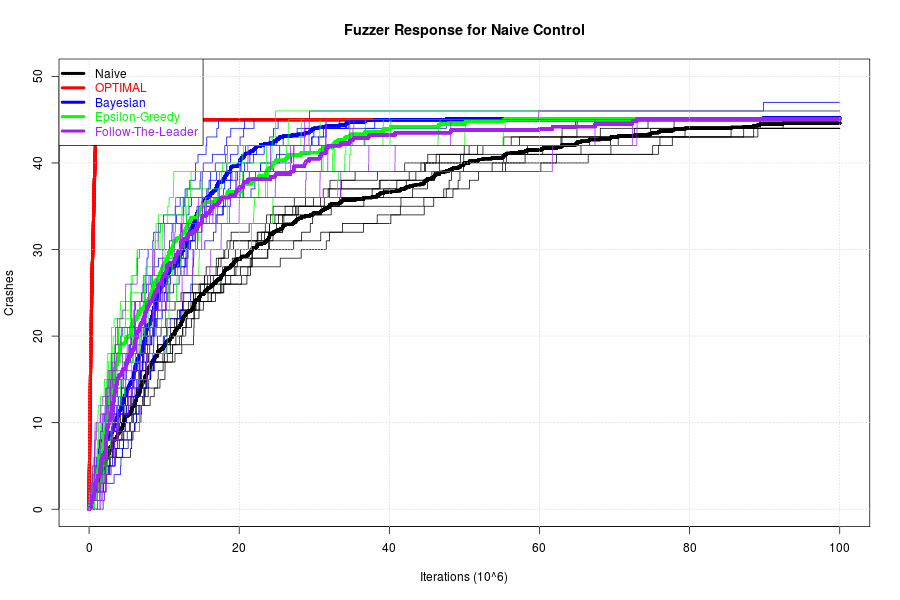 Fuzzer Response for Naive Control
Naive
OPTIMAL
Bayesian
Epsilon-Greedy
Follow-The-Leader
Crashes
50
40
30
20
10
0
0 20 40 60 80 100
Iterations (10^6)